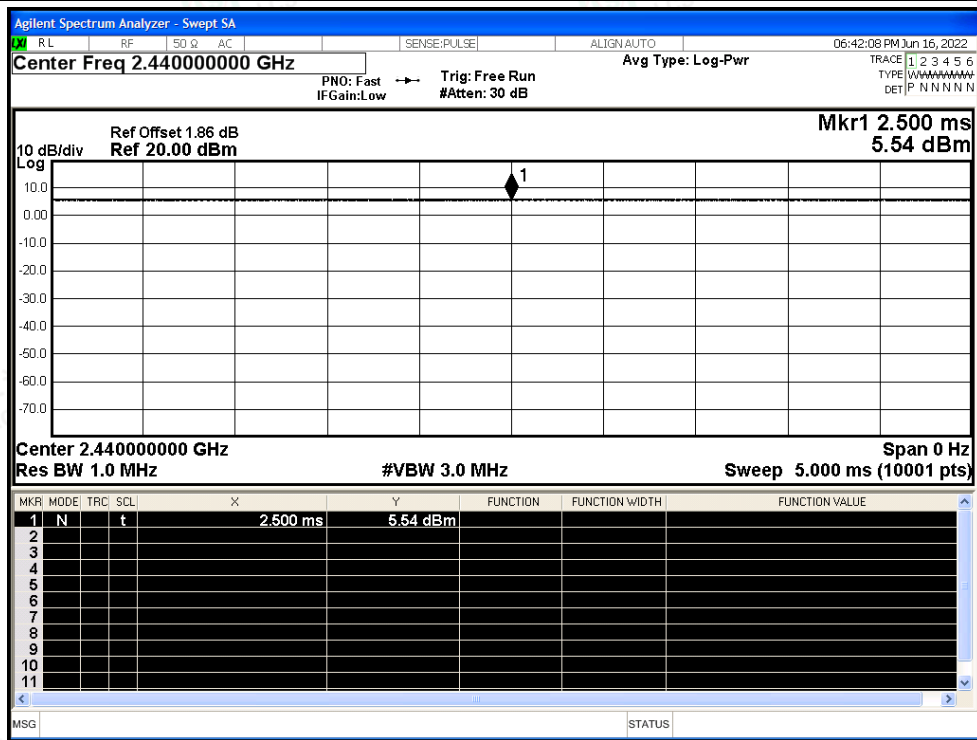 Agilent Spectrum Analyzer - Swept SA
LXI RL RF 50 Ω AC SENSE:PULSE ALIGN AUTO 06:42:08 PM Jun 16, 2022
Center Freq 2.440000000 GHz Avg Type: Log-Pwr TRACE 1 2 3 4 5 6
PNO: Fast Trig: Free Run TYPE
IFGain:Low #Atten: 30 dB DET P N N N N N
Mkr1 2.500 ms
Ref Offset 1.86 dB
10 dB/div Ref 20.00 dBm 5.54 dBm
Log
1
10.0
0.00
-10.0
-20.0
-30.0
-40.0
-50.0
-60.0
-70.0
Center 2.440000000 GHz Span 0 Hz
Res BW 1.0 MHz #VBW 3.0 MHz Sweep 5.000 ms (10001 pts)
MKR MODE TRC SCL X Y FUNCTION FUNCTION WIDTH FUNCTION VALUE
1 N t 2.500 ms 5.54 dBm
2
3
4
5
6
7
8
9
10
11
MSG STATUS